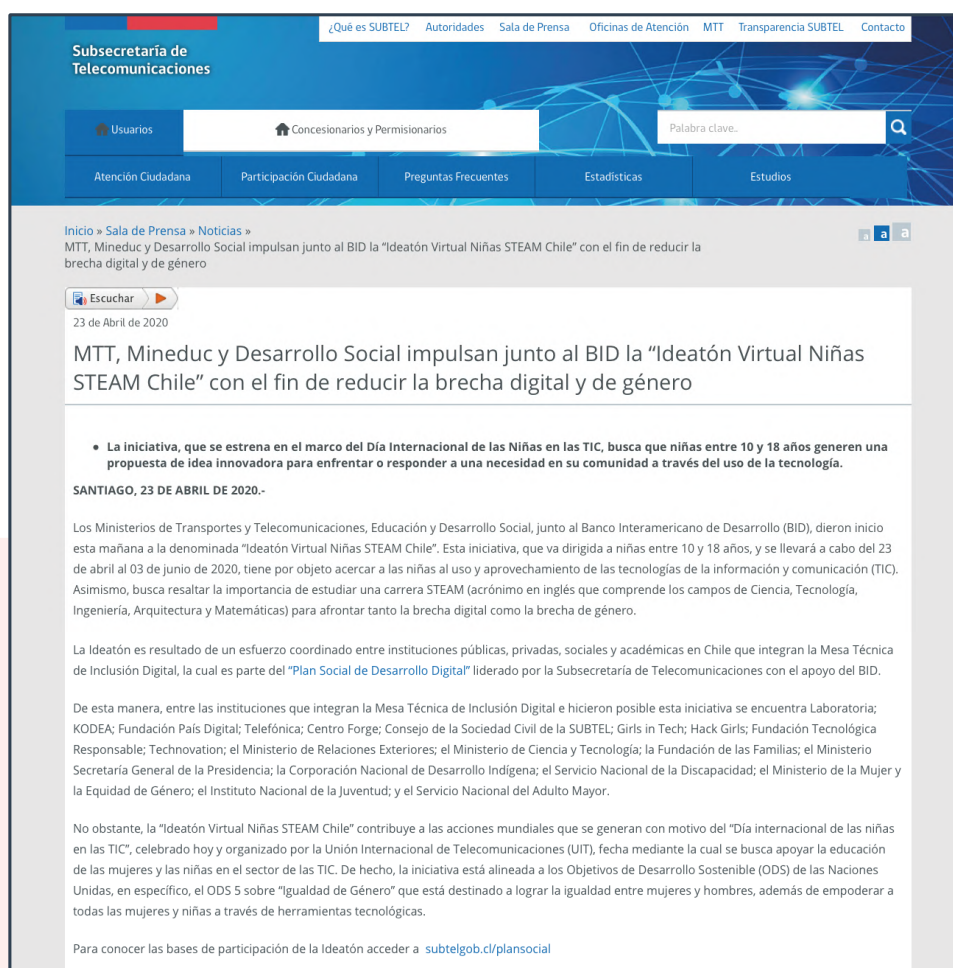 ¿Qué es SUBTEL? Autoridades Sala de Prensa Oficinas de Atención MTT Transparencia SUBTEL Contacto
Subsecretaría de
Telecomunicaciones
Usuarios
Concesionarios y Permisionarios
Palabra clave..
Atención Ciudadana Participación Ciudadana Preguntas Frecuentes Estadísticas Estudios
Inicio » Sala de Prensa » Noticias »
MTT, Mineduc y Desarrollo Social impulsan junto al BID la “Ideatón Virtual Niñas STEAM Chile” con el fin de reducir la
brecha digital y de género
a a a
Escuchar
23 de Abril de 2020
MTT, Mineduc y Desarrollo Social impulsan junto al BID la “Ideatón Virtual Niñas
STEAM Chile” con el fin de reducir la brecha digital y de género
• La iniciativa, que se estrena en el marco del Día Internacional de las Niñas en las TIC, busca que niñas entre 10 y 18 años generen una
propuesta de idea innovadora para enfrentar o responder a una necesidad en su comunidad a través del uso de la tecnología.
SANTIAGO, 23 DE ABRIL DE 2020.-
Los Ministerios de Transportes y Telecomunicaciones, Educación y Desarrollo Social, junto al Banco Interamericano de Desarrollo (BID), dieron inicio
esta mañana a la denominada “Ideatón Virtual Niñas STEAM Chile”. Esta iniciativa, que va dirigida a niñas entre 10 y 18 años, y se llevará a cabo del 23
de abril al 03 de junio de 2020, tiene por objeto acercar a las niñas al uso y aprovechamiento de las tecnologías de la información y comunicación (TIC).
Asimismo, busca resaltar la importancia de estudiar una carrera STEAM (acrónimo en inglés que comprende los campos de Ciencia, Tecnología,
Ingeniería, Arquitectura y Matemáticas) para afrontar tanto la brecha digital como la brecha de género.
La Ideatón es resultado de un esfuerzo coordinado entre instituciones públicas, privadas, sociales y académicas en Chile que integran la Mesa Técnica
de Inclusión Digital, la cual es parte del “Plan Social de Desarrollo Digital” liderado por la Subsecretaría de Telecomunicaciones con el apoyo del BID.
De esta manera, entre las instituciones que integran la Mesa Técnica de Inclusión Digital e hicieron posible esta iniciativa se encuentra Laboratoria;
KODEA; Fundación País Digital; Telefónica; Centro Forge; Consejo de la Sociedad Civil de la SUBTEL; Girls in Tech; Hack Girls; Fundación Tecnológica
Responsable; Technovation; el Ministerio de Relaciones Exteriores; el Ministerio de Ciencia y Tecnología; la Fundación de las Familias; el Ministerio
Secretaría General de la Presidencia; la Corporación Nacional de Desarrollo Indígena; el Servicio Nacional de la Discapacidad; el Ministerio de la Mujer y
la Equidad de Género; el Instituto Nacional de la Juventud; y el Servicio Nacional del Adulto Mayor.
No obstante, la “Ideatón Virtual Niñas STEAM Chile” contribuye a las acciones mundiales que se generan con motivo del “Día internacional de las niñas
en las TIC”, celebrado hoy y organizado por la Unión Internacional de Telecomunicaciones (UIT), fecha mediante la cual se busca apoyar la educación
de las mujeres y las niñas en el sector de las TIC. De hecho, la iniciativa está alineada a los Objetivos de Desarrollo Sostenible (ODS) de las Naciones
Unidas, en específico, el ODS 5 sobre “Igualdad de Género” que está destinado a lograr la igualdad entre mujeres y hombres, además de empoderar a
todas las mujeres y niñas a través de herramientas tecnológicas.
Para conocer las bases de participación de la Ideatón acceder a subtelgob.cl/plansocial